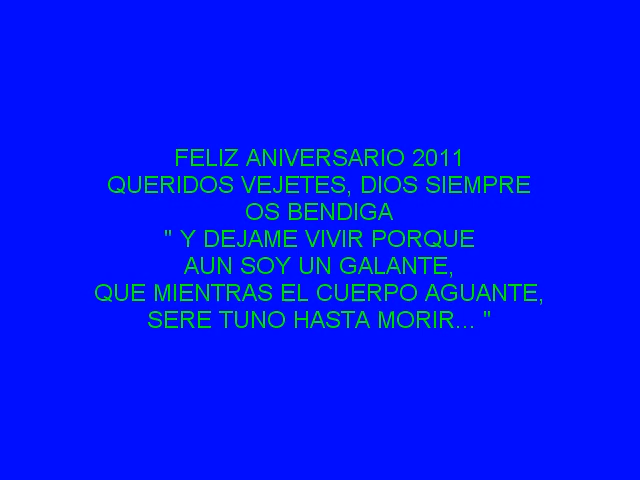 FELIZ ANIVERSARIO 2011
QUERIDOS VEJETES, DIOS SIEMPRE
OS BENDIGA
" Y DEJAME VIVIR PORQUE
AUN SOY UN GALANTE,
QUE MIENTRAS EL CUERPO AGUANTE,
SERE TUNO HASTA MORIR... "